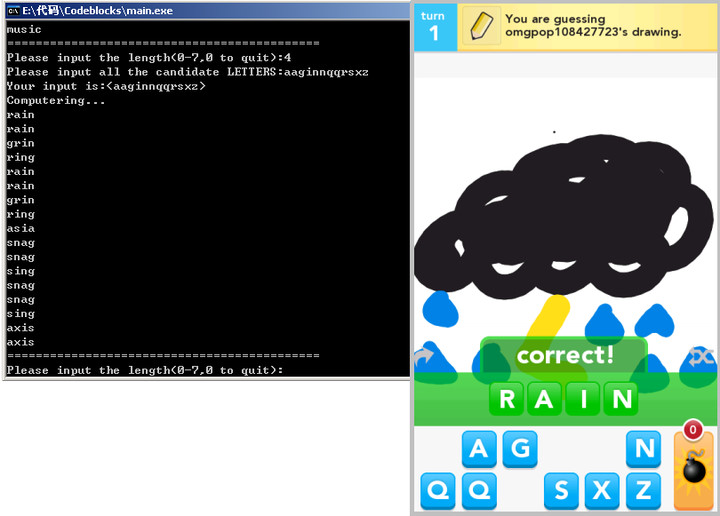 E:\代码\Codeblocks\main.exe
music
==========================================
Please input the length(0-7,0 to quit):4
Please input all the candidate LETTERS:aaginnqqrsxz
Your input is:<aaginnqqrsxz>
Computering...
rain
rain
grin
ring
rain
rain
grin
ring
asia
snag
snag
sing
snag
snag
sing
axis
axis
==========================================
Please input the length(0-7,0 to quit):
turn
1
You are guessing
omgpop108427723's drawing.
correct!
R A I N
0
A G N
Q Q S X Z